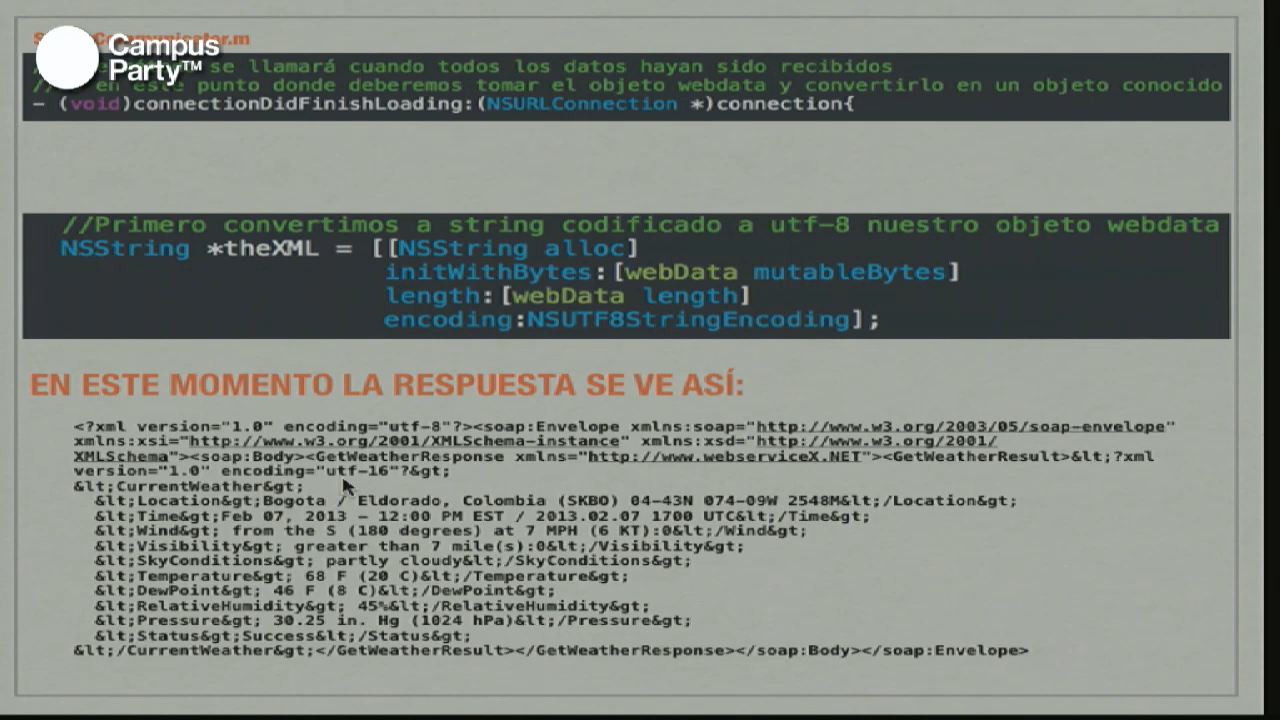 Campus
Party™
se llamará cuando todos los datos hayan sido recibidos
// en este punto donde deberemos tomar el objeto webdata y convertirlo en un objeto conocido
- (void)connectionDidFinishLoading:(NSURLConnection *)connection{
//Primero convertimos a string codificado a utf-8 nuestro objeto webdata
NSString *theXML = [[NSString alloc]
initWithBytes:[webData mutableBytes]
length:[webData length]
encoding:NSUTF8StringEncoding];
EN ESTE MOMENTO LA RESPUESTA SE VE ASÍ:
<?xml version="1.0" encoding="utf-8"?><soap:Envelope xmlns:soap="http://www.w3.org/2003/05/soap-envelope"
xmlns:xsi="http://www.w3.org/2001/XMLSchema-instance" xmlns:xsd="http://www.w3.org/2001/
XMLSchema"><soap:Body><GetWeatherResponse xmlns="http://www.webserviceX.NET"><GetWeatherResult>&lt;?xml
version="1.0" encoding="utf-16"?&gt;
&lt;CurrentWeather&gt;
&lt;Location&gt;Bogota / Eldorado, Colombia (SKBO) 04-43N 074-09W 2548M&lt;/Location&gt;
&lt;Time&gt;Feb 07, 2013 - 12:00 PM EST / 2013.02.07 1700 UTC&lt;/Time&gt;
&lt;Wind&gt; from the S (180 degrees) at 7 MPH (6 KT):0&lt;/Wind&gt;
&lt;Visibility&gt; greater than 7 mile(s):0&lt;/Visibility&gt;
&lt;SkyConditions&gt; partly cloudy&lt;/SkyConditions&gt;
&lt;Temperature&gt; 68 F (20 C)&lt;/Temperature&gt;
&lt;DewPoint&gt; 46 F (8 C)&lt;/DewPoint&gt;
&lt;RelativeHumidity&gt; 45%&lt;/RelativeHumidity&gt;
&lt;Pressure&gt; 30.25 in. Hg (1024 hPa)&lt;/Pressure&gt;
&lt;Status&gt;Success&lt;/Status&gt;
&lt;/CurrentWeather&gt;</GetWeatherResult></GetWeatherResponse></soap:Body></soap:Envelope>